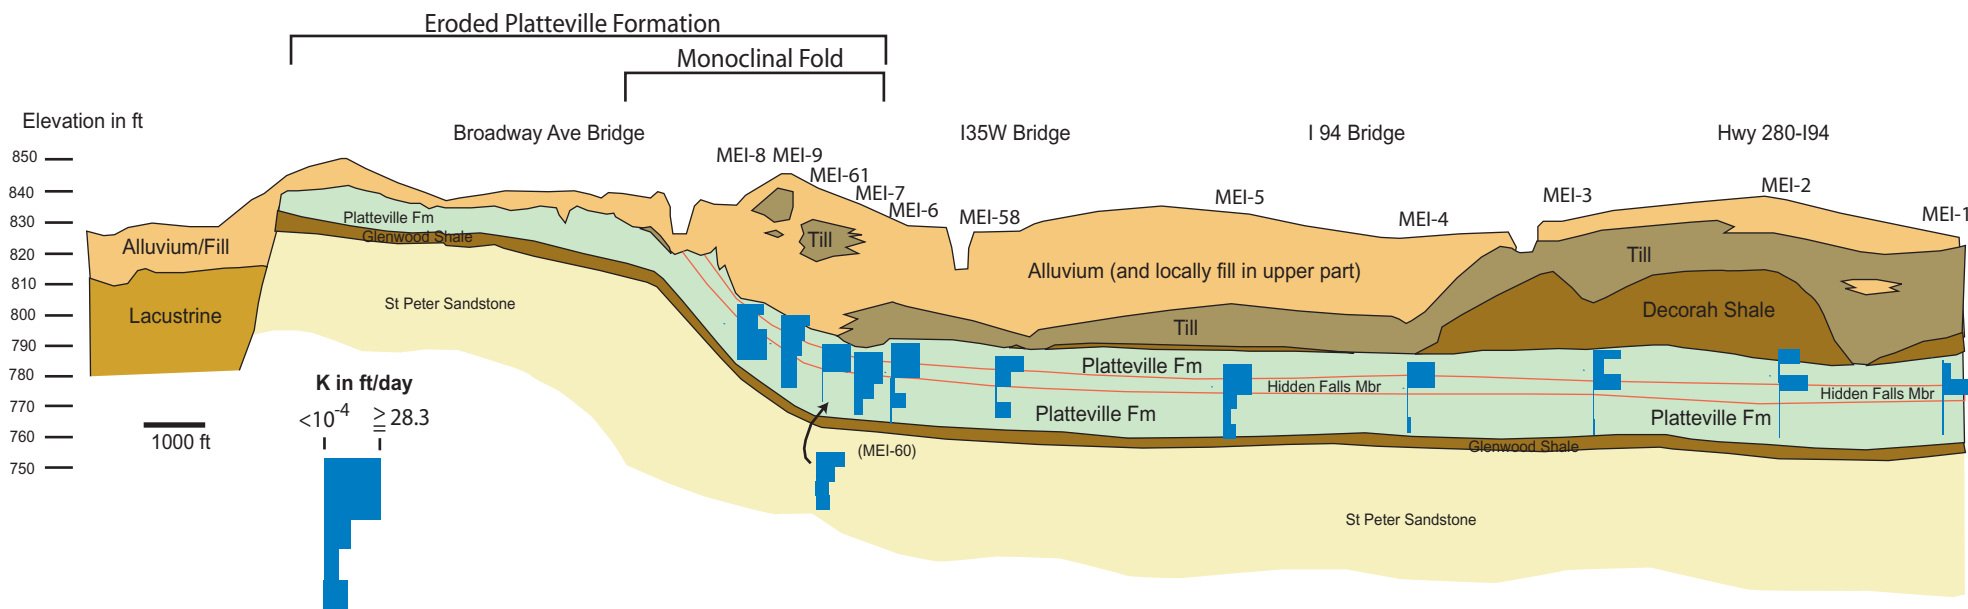 Eroded Platteville Formation
Monoclinal Fold
Elevation in ft
Broadway Ave Bridge
I35W Bridge
I 94 Bridge
Hwy 280-I94
850
840
830
820
810
800
790
780
770
760
750
MEI-8 MEI-9
MEI-61
MEI-7
MEI-6
MEI-58
MEI-5
MEI-4
MEI-3
MEI-2
MEI-1
Platteville Fm
Glenwood Shale
Alluvium/Fill
Till
Till
Alluvium (and locally fill in upper part)
St Peter Sandstone
Lacustrine
Decorah Shale
Till
Platteville Fm
Hidden Falls Mbr
Hidden Falls Mbr
Platteville Fm
Platteville Fm
K in ft/day
<10-4
≧ 28.3
1000 ft
(MEI-60)
Glenwood Shale
St Peter Sandstone